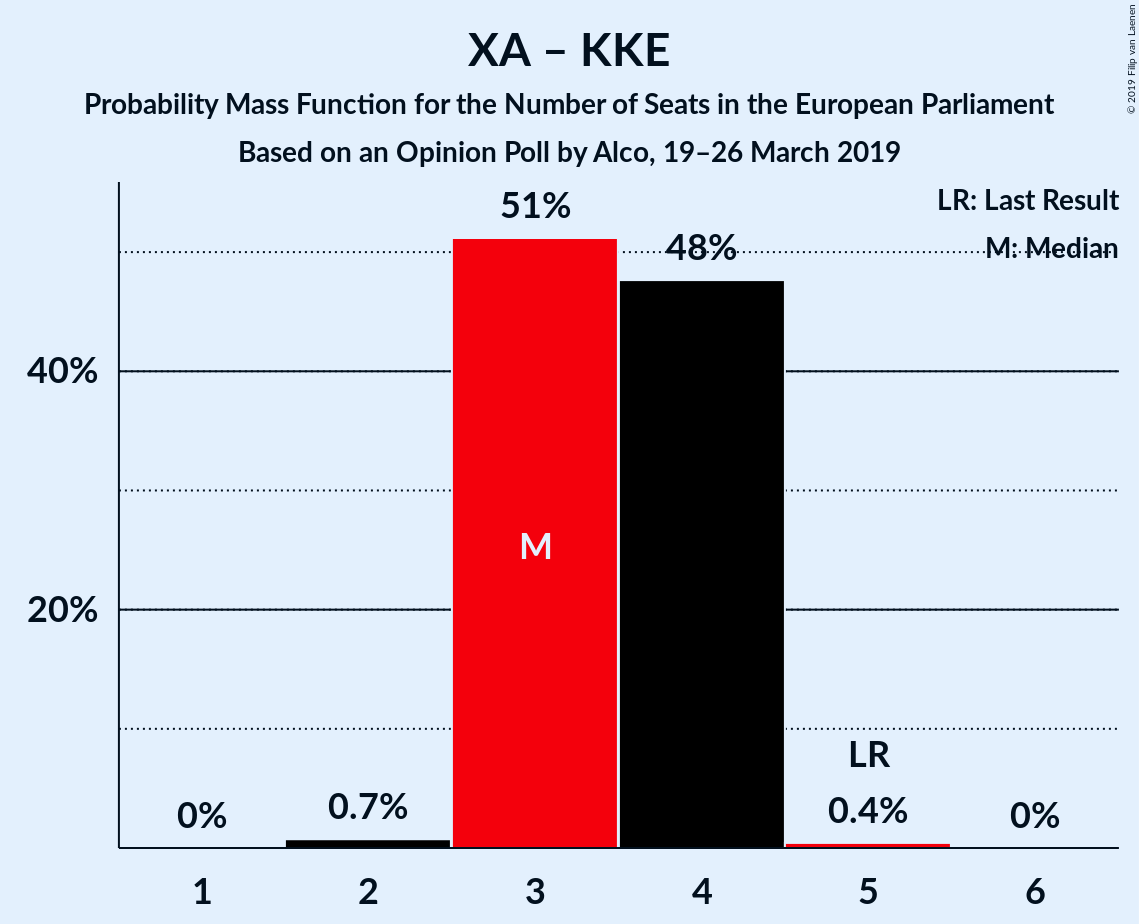 XA – KKE
Probability Mass Function for the Number of Seats in the European Parliament
Based on an Opinion Poll by Alco, 19–26 March 2019
© 2019 Filip van Laenen
LR: Last Result
M: Median
51%
48%
40%
M
20%
LR
0%
0.7%
0.4%
0%
1
2
3
4
5
6